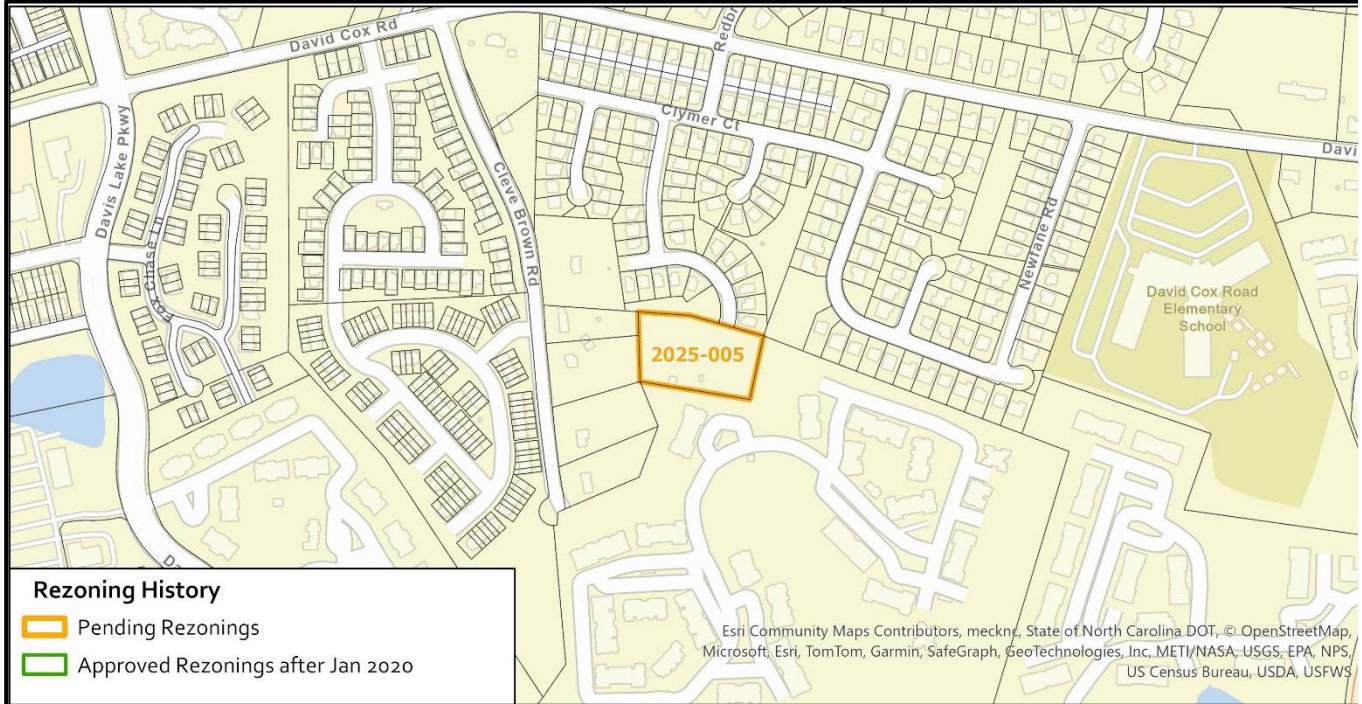 David Cox Rd
Redbr
Clymer Ct
Davi
Davis Lake Pkwy
Fox Chase Ln
Cleve Brown Rd
Newfane Rd
David Cox Road
Elementary
School
2025-005
Da
Rezoning History
Pending Rezonings
Approved Rezonings after Jan 2020
Esri Community Maps Contributors, mecknc, State of North Carolina DOT, © OpenStreetMap,
Microsoft, Esri, TomTom, Garmin, SafeGraph, GeoTechnologies, Inc, METI/NASA, USGS, EPA, NPS,
US Census Bureau, USDA, USFWS